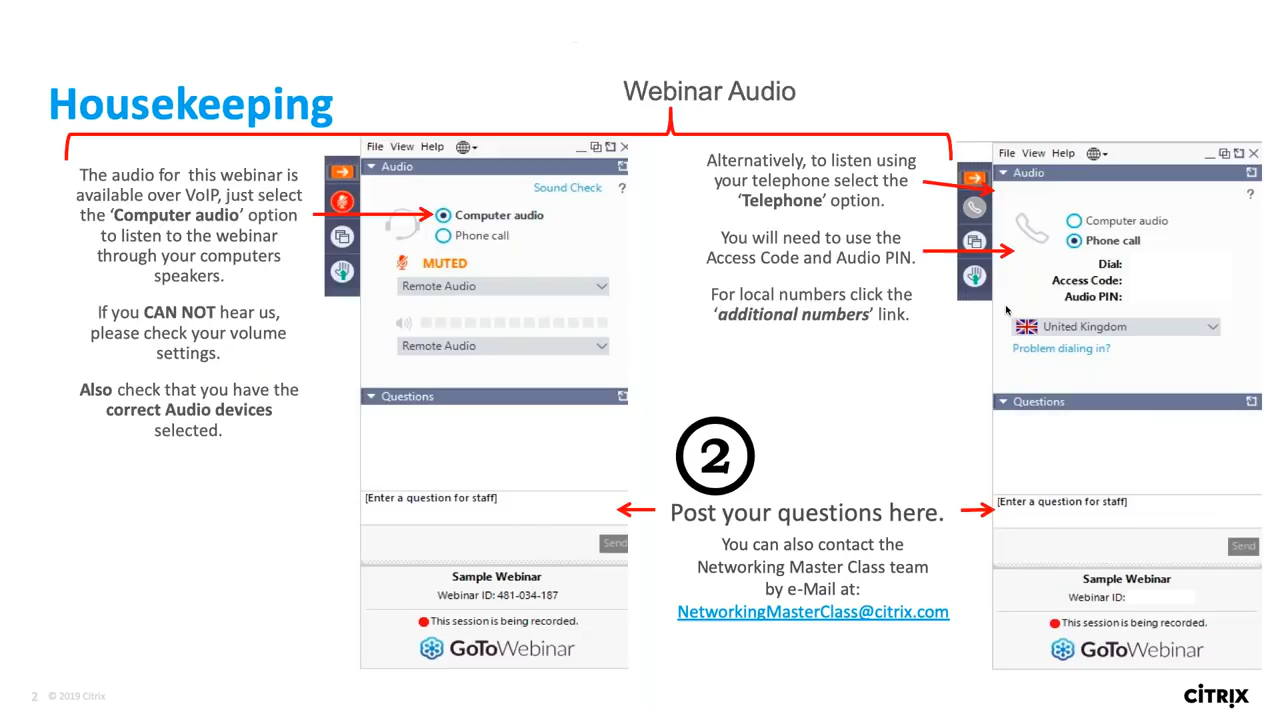 Housekeeping
Webinar Audio
The audio for this webinar is
available over VoIP, just select
the ‘Computer audio’ option
to listen to the webinar
through your computers
speakers.
If you CAN NOT hear us,
please check your volume
settings.
Also check that you have the
correct Audio devices
selected.
File View Help
Audio
Sound Check ?
Computer audio
Phone call
MUTED
Remote Audio
Remote Audio
Questions
[Enter a question for staff]
Send
Sample Webinar
Webinar ID: 481-034-187
This session is being recorded.
GoToWebinar
Alternatively, to listen using
your telephone select the
‘Telephone’ option.
You will need to use the
Access Code and Audio PIN.
For local numbers click the
‘additional numbers’ link.
2
Post your questions here.
You can also contact the
Networking Master Class team
by e-Mail at:
NetworkingMasterClass@citrix.com
File View Help
Audio
?
Computer audio
Phone call
Dial:
Access Code:
Audio PIN:
United Kingdom
Problem dialing in?
Questions
[Enter a question for staff]
Send
Sample Webinar
Webinar ID:
This session is being recorded.
GoToWebinar
2 © 2019 Citrix
CİTRIX